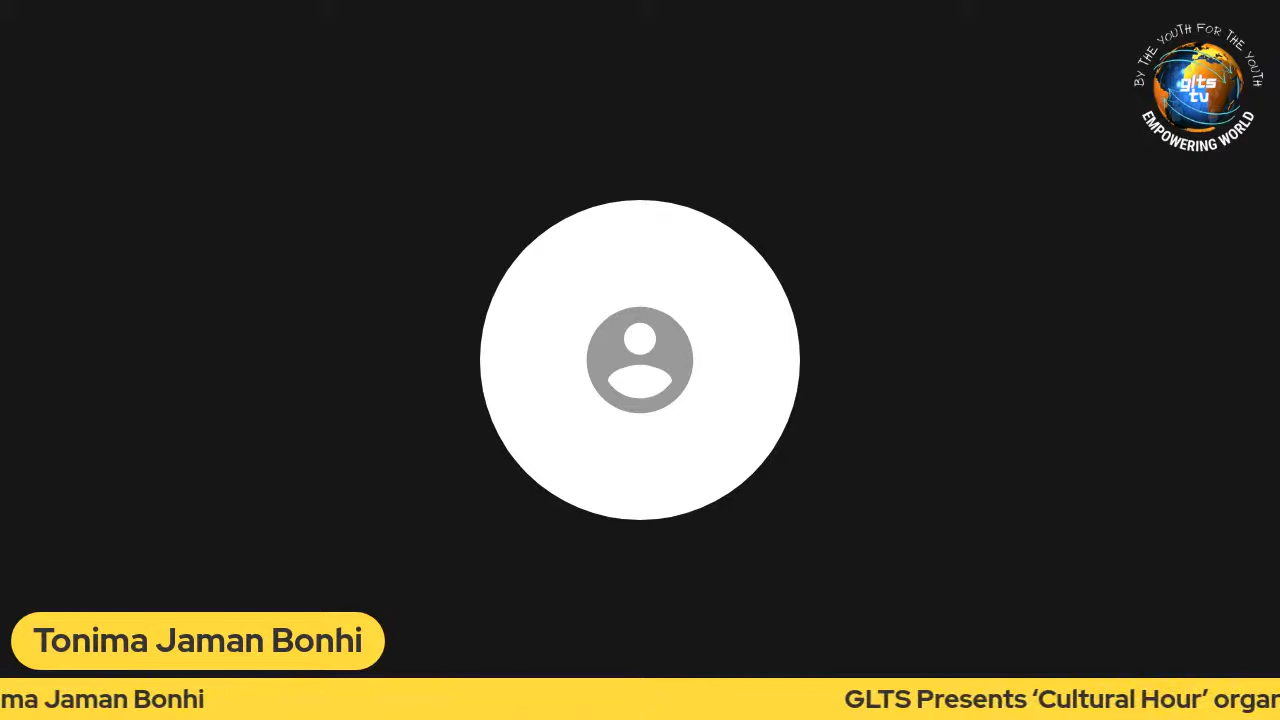 BY THE YOUTH FOR THE YOUTH
glts
tv
EMPOWERING WORLD
Tonima Jaman Bonhi
ma Jaman Bonhi
GLTS Presents ‘Cultural Hour’ organ